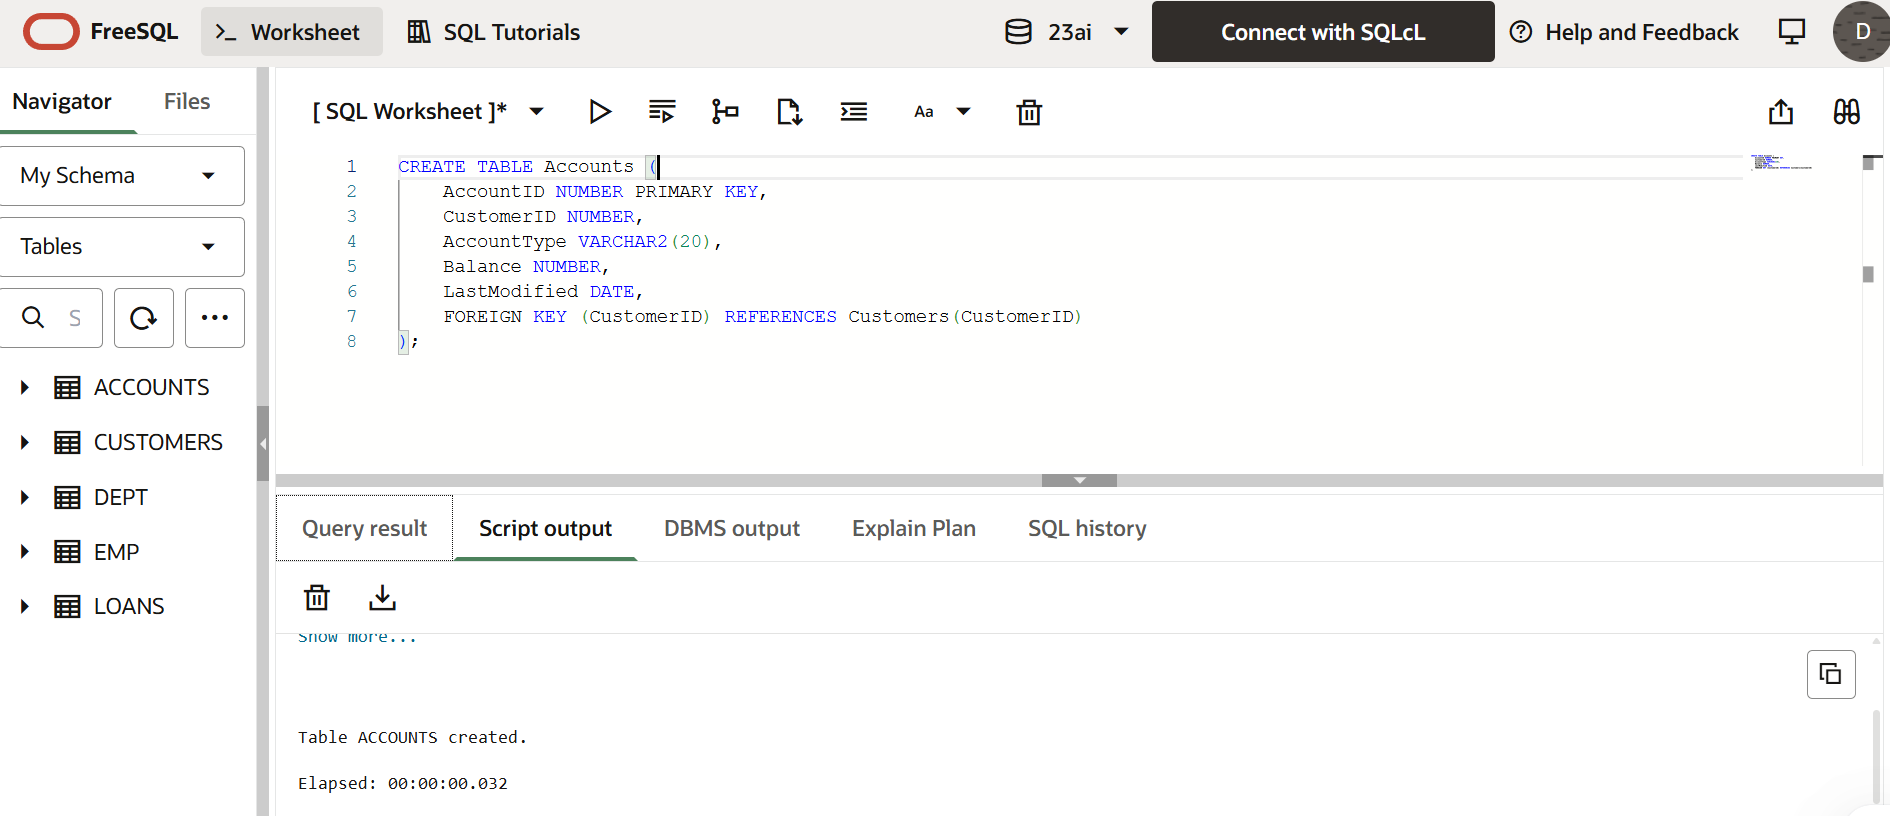 FreeSQL
>_ Worksheet
SQL Tutorials
23ai
Connect with SQLcL
Help and Feedback
D
Navigator
Files
My Schema
Tables
S
ACCOUNTS
CUSTOMERS
DEPT
EMP
LOANS
[ SQL Worksheet ]*
Aa
1 CREATE TABLE Accounts (
2 AccountID NUMBER PRIMARY KEY,
3 CustomerID NUMBER,
4 AccountType VARCHAR2(20),
5 Balance NUMBER,
6 LastModified DATE,
7 FOREIGN KEY (CustomerID) REFERENCES Customers(CustomerID)
8 );
Query result
Script output
DBMS output
Explain Plan
SQL history
Show more...
Table ACCOUNTS created.
Elapsed: 00:00:00.032